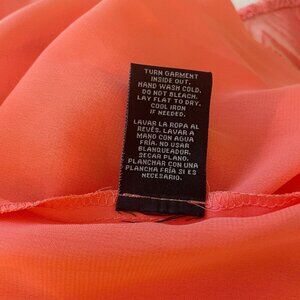 TURN GARMENT
INSIDE OUT.
HAND WASH COLD.
DO NOT BLEACH.
LAY FLAT TO DRY.
COOL IRON
IF NEEDED.
LAVAR LA ROPA AL
REVÉS. LAVAR A
MANO CON AGUA
FRÍA. NO USAR
BLANQUEADOR.
SECAR PLANO.
PLANCHAR CON UNA
PLANCHA FRÍA SI ES
NECESARIO.